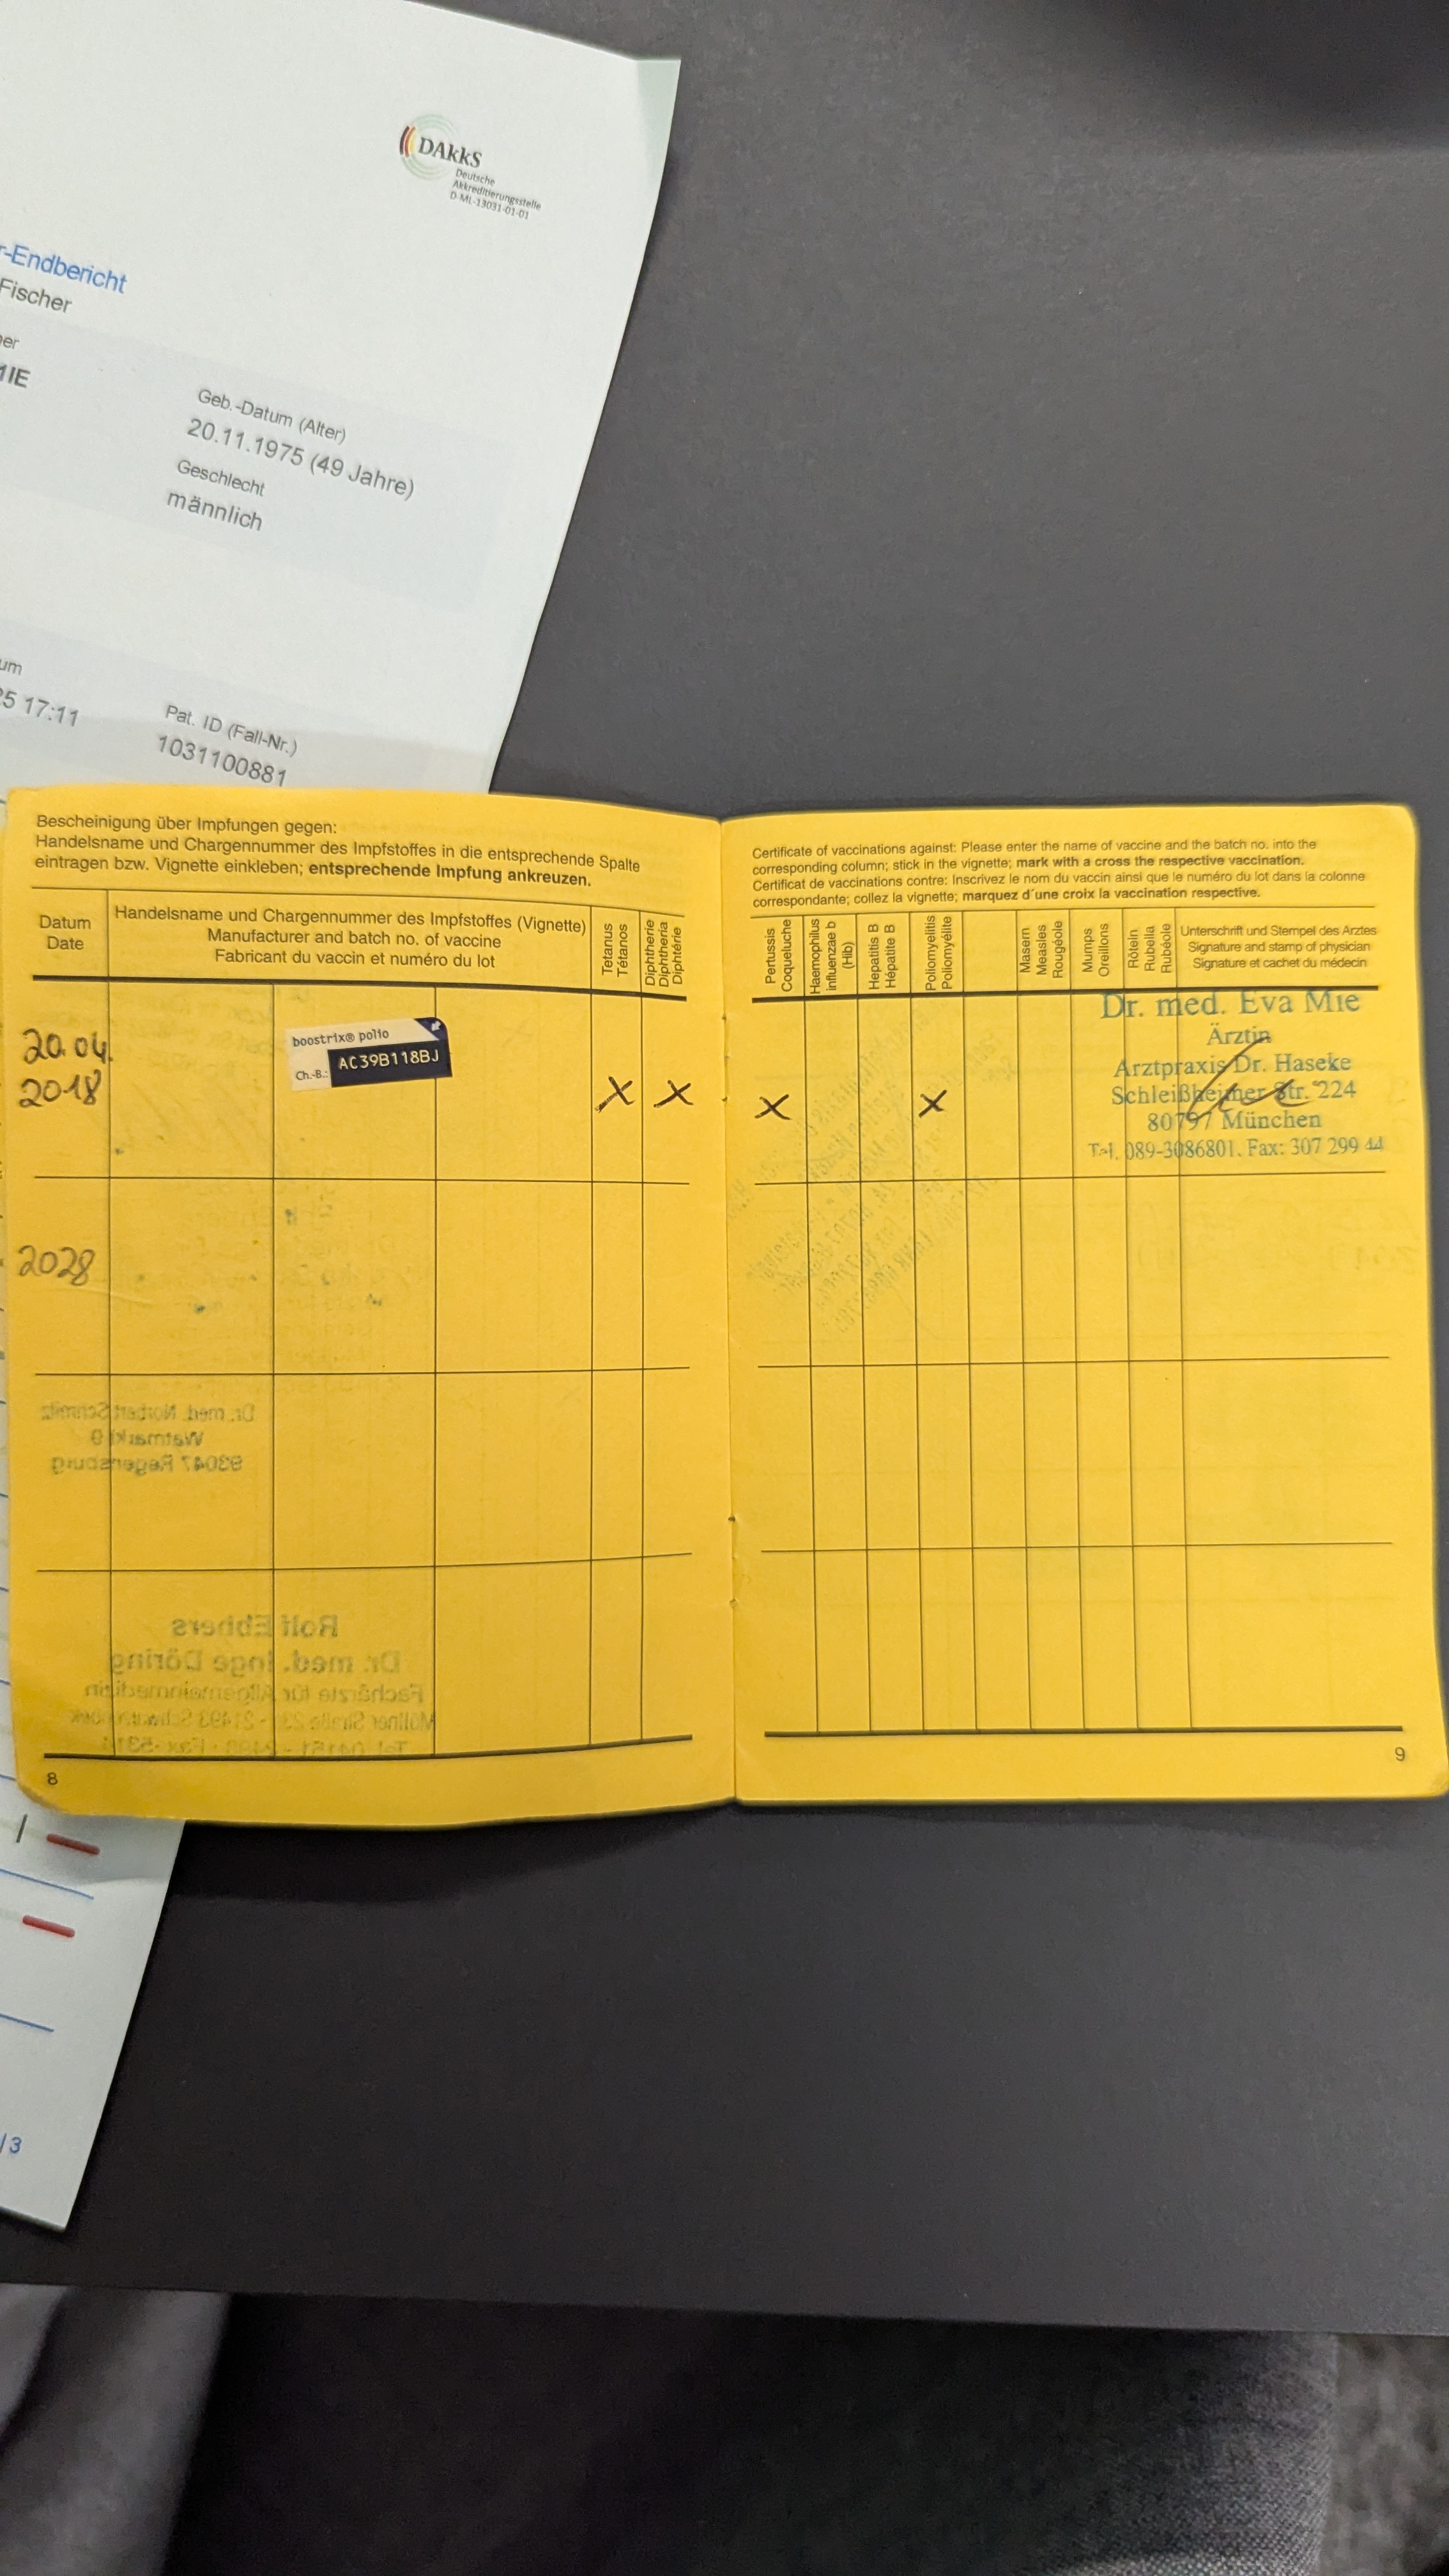 DAkkS
Deutsche
Akkreditierungsstelle
D-ML-13031-01-01
r-Endbericht
Fischer
Geb.-Datum (Alter)
20.11.1975 (49 Jahre)
Geschlecht
männlich
17:11
Pat. ID (Fall-Nr.)
1031100881
Bescheinigung über Impfungen gegen:
Handelsname und Chargennummer des Impfstoffes in die entsprechende Spalte
eintragen bzw. Vignette einkleben; entsprechende Impfung ankreuzen.
Datum
Date
Handelsname und Chargennummer des Impfstoffes (Vignette)
Manufacturer and batch no. of vaccine
Fabricant du vaccin et numéro du lot
Tetanus
Tétanos
Diphtherie
Diphtheria
Diphtérie
20.04.
2018
boostrix® polio
Ch.-B.: AC39B118BJ
X X
2028
8
Certificate of vaccinations against: Please enter the name of vaccine and the batch no. into the
corresponding column; stick in the vignette; mark with a cross the respective vaccination.
Certificat de vaccinations contre: Inscrivez le nom du vaccin ainsi que le numéro du lot dans la colonne
correspondante; collez la vignette; marquez d'une croix la vaccination respective.
Pertussis
Coqueluche
Haemophilus
influenzae b
(Hib)
Hepatitis B
Hépatite B
Poliomyelitis
Poliomyélite
Masern
Measles
Rougéole
Mumps
Oreillons
Röteln
Rubella
Rubéole
Unterschrift und Stempel des Arztes
Signature and stamp of physician
Signature et cachet du médecin
X X
Dr. med. Eva Mie
Ärztin
Arztpraxis Dr. Haseke
Schleißheimer Str. 224
80797 München
Tel. 089-3086801. Fax: 307 299 44
9
/3